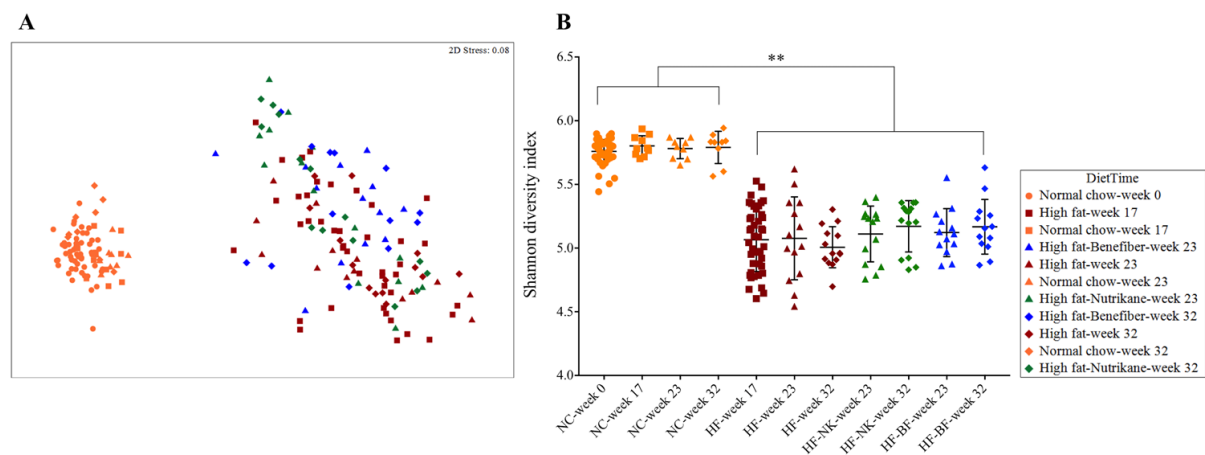 A
2D Stress: 0.08
B
**
Shannon diversity index
6.5
6.0
5.5
5.0
4.5
4.0
NC-week 0
NC-week 17
NC-week 23
NC-week 32
HF-week 17
HF-week 23
HF-week 32
HF-NK-week 23
HF-NK-week 32
HF-BF-week 23
HF-BF-week 32
DietTime
Normal chow-week 0
High fat-week 17
Normal chow-week 17
High fat-Benefiber-week 23
High fat-week 23
Normal chow-week 23
High fat-Nutrikane-week 23
High fat-Benefiber-week 32
High fat-week 32
Normal chow-week 32
High fat-Nutrikane-week 32